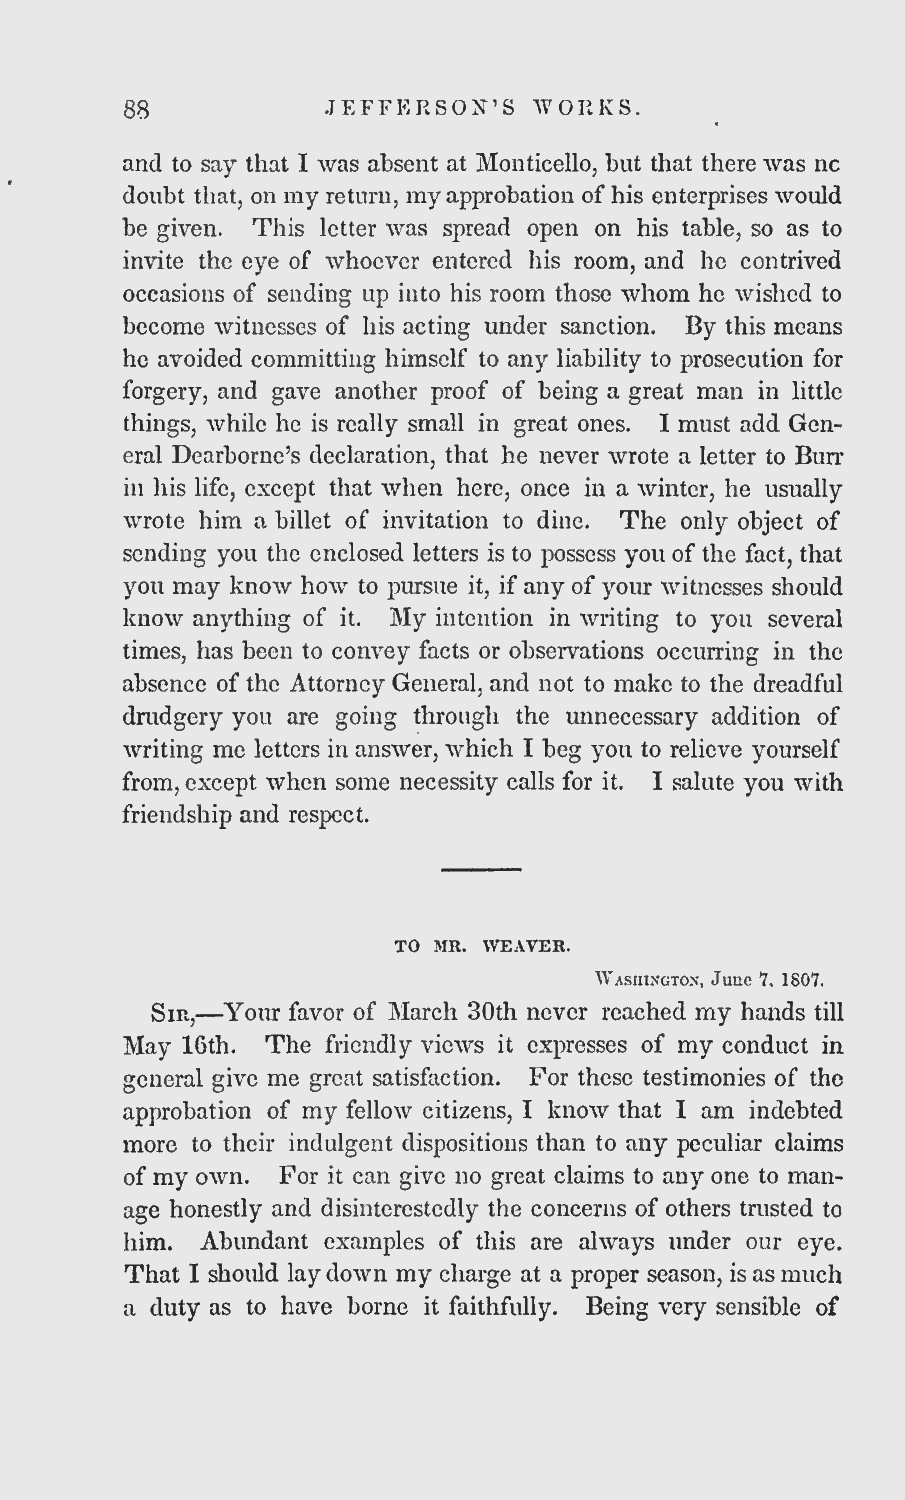 88 JEFFERSON'S WORKS.
and to say that I was absent at Monticello, but that there was nc
doubt that, on my return, my approbation of his enterprises would
be given. This letter was spread open on his table, so as to
invite the eye of whoever entered his room, and he contrived
occasions of sending up into his room those whom he wished to
become witnesses of his acting under sanction. By this means
he avoided committing himself to any liability to prosecution for
forgery, and gave another proof of being a great man in little
things, while he is really small in great ones. I must add Gen-
eral Dearborne's declaration, that he never wrote a letter to Burr
in his life, except that when here, once in a winter, he usually
wrote him a billet of invitation to dine. The only object of
sending you the enclosed letters is to possess you of the fact, that
you may know how to pursue it, if any of your witnesses should
know anything of it. My intention in writing to you several
times, has been to convey facts or observations occurring in the
absence of the Attorney General, and not to make to the dreadful
drudgery you are going through the unnecessary addition of
writing me letters in answer, which I beg you to relieve yourself
from, except when some necessity calls for it. I salute you with
friendship and respect.
TO MR. WEAVER.
WASHINGTON, June 7, 1807.
SIR,—Your favor of March 30th never reached my hands till
May 16th. The friendly views it expresses of my conduct in
general give me great satisfaction. For these testimonies of the
approbation of my fellow citizens, I know that I am indebted
more to their indulgent dispositions than to any peculiar claims
of my own. For it can give no great claims to any one to man-
age honestly and disinterestedly the concerns of others trusted to
him. Abundant examples of this are always under our eye.
That I should lay down my charge at a proper season, is as much
a duty as to have borne it faithfully. Being very sensible of